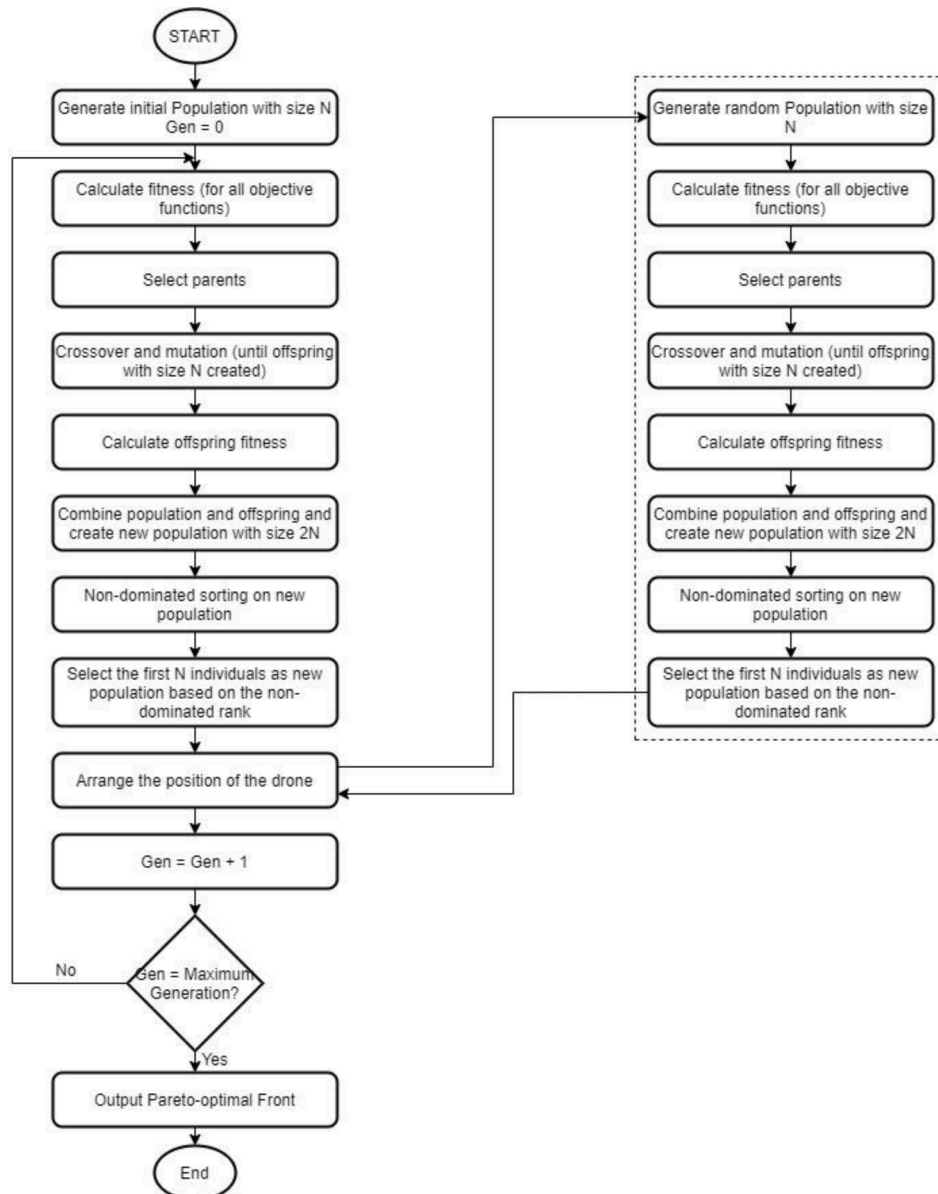 START
Generate initial Population with size N
Gen = 0
Calculate fitness (for all objective
functions)
Select parents
Crossover and mutation (until offspring
with size N created)
Calculate offspring fitness
Combine population and offspring and
create new population with size 2N
Non-dominated sorting on new
population
Select the first N individuals as new
population based on the non-
dominated rank
Arrange the position of the drone
Gen = Gen + 1
Gen = Maximum
Generation?
No
Yes
Output Pareto-optimal Front
End
Generate random Population with size
N
Calculate fitness (for all objective
functions)
Select parents
Crossover and mutation (until offspring
with size N created)
Calculate offspring fitness
Combine population and offspring and
create new population with size 2N
Non-dominated sorting on new
population
Select the first N individuals as new
population based on the non-
dominated rank